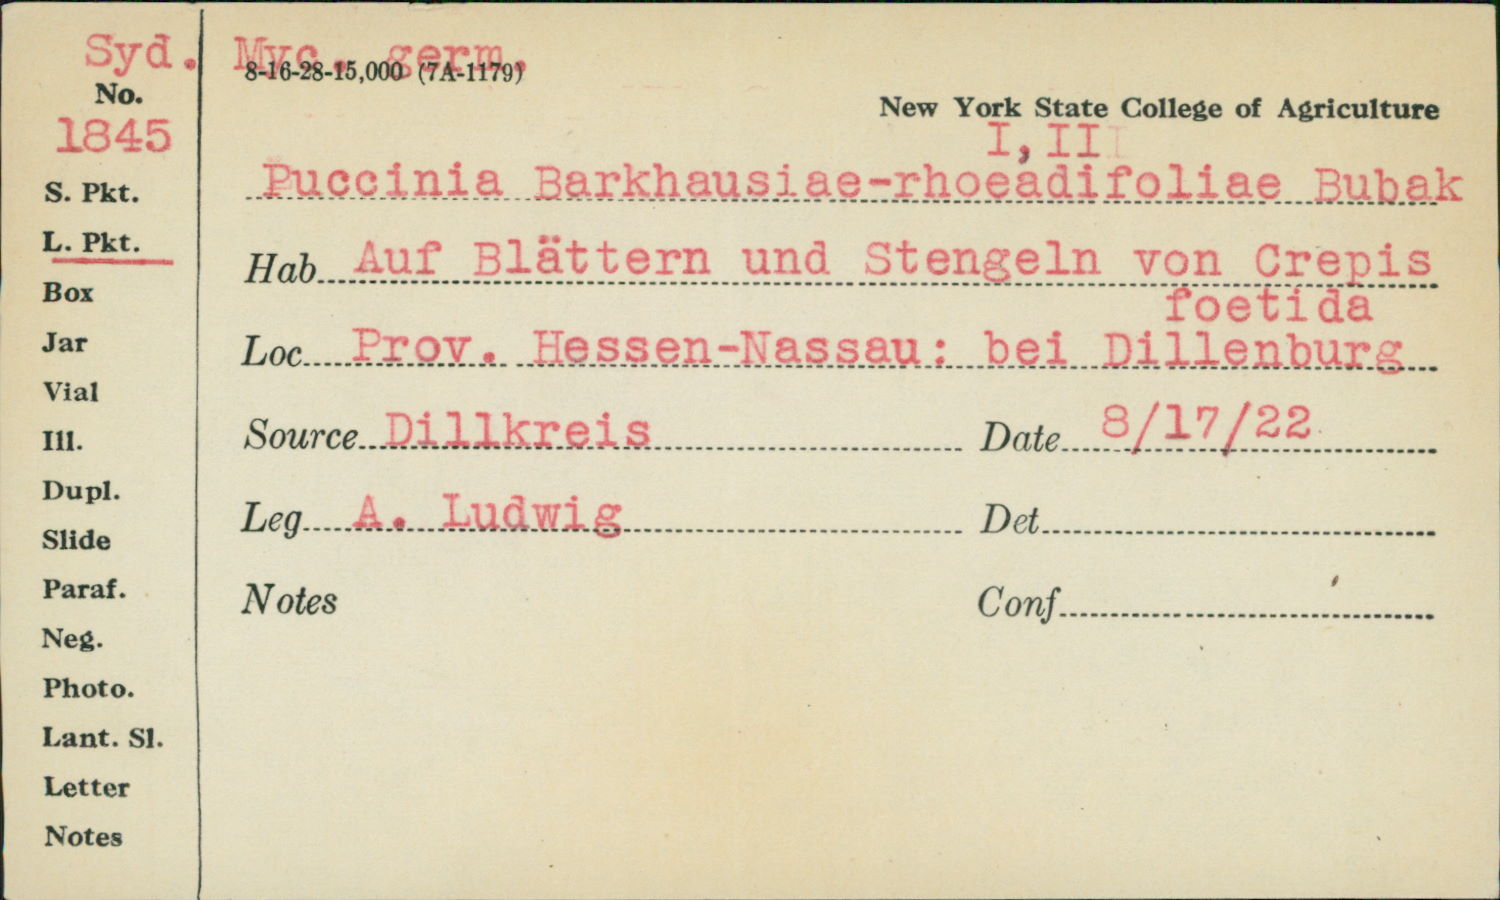 Syd. Myc. germ.
8-16-28-15,000 (7A-1179)
No.
1845
New York State College of Agriculture
I, II
Puccinia Barkhausiae-rhoeadifoliae Bubak
S. Pkt.
L. Pkt.
Hab. Auf Blättern und Stengeln von Crepis
foetida
Box
Jar
Loc. Prov. Hessen-Nassau: bei Dillenburg
Vial
Ill.
Source Dillkreis Date 8/17/22
Dupl.
Leg. A. Ludwig Det.
Slide
Paraf.
Notes Conf.
Neg.
Photo.
Lant. Sl.
Letter
Notes